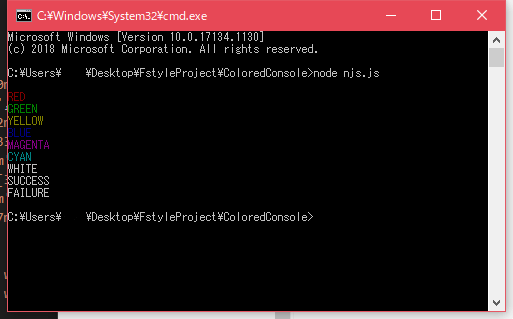 C:¥Windows¥System32¥cmd.exe
Microsoft Windows [Version 10.0.17134.1130]
(c) 2018 Microsoft Corporation. All rights reserved.
C:¥Users¥ ¥Desktop¥FstyleProject¥ColoredConsole>node njs.js
RED
GREEN
YELLOW
BLUE
MAGENTA
CYAN
WHITE
SUCCESS
FAILURE
C:¥Users¥ ¥Desktop¥FstyleProject¥ColoredConsole>